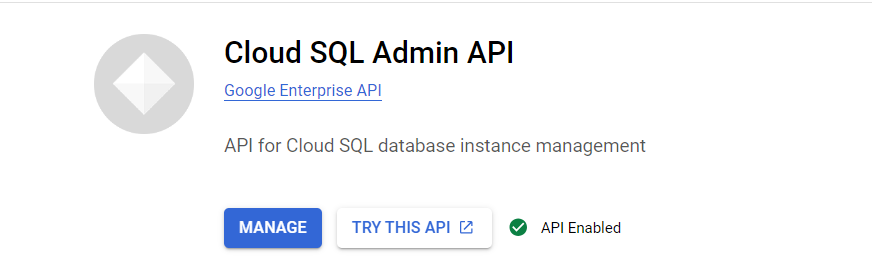 Cloud SQL Admin API
Google Enterprise API
API for Cloud SQL database instance management
MANAGE
TRY THIS API
API Enabled